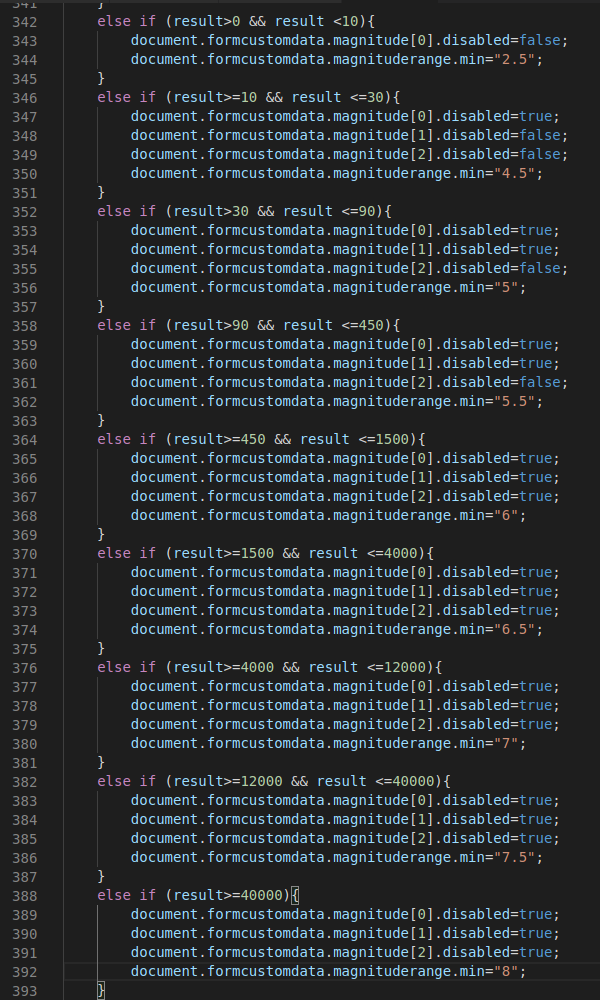 341 }
342 else if (result>0 && result <10){
343 document.formcustomdata.magnitude[0].disabled=false;
344 document.formcustomdata.magnituderange.min="2.5";
345 }
346 else if (result>=10 && result <=30){
347 document.formcustomdata.magnitude[0].disabled=true;
348 document.formcustomdata.magnitude[1].disabled=false;
349 document.formcustomdata.magnitude[2].disabled=false;
350 document.formcustomdata.magnituderange.min="4.5";
351 }
352 else if (result>30 && result <=90){
353 document.formcustomdata.magnitude[0].disabled=true;
354 document.formcustomdata.magnitude[1].disabled=true;
355 document.formcustomdata.magnitude[2].disabled=false;
356 document.formcustomdata.magnituderange.min="5";
357 }
358 else if (result>90 && result <=450){
359 document.formcustomdata.magnitude[0].disabled=true;
360 document.formcustomdata.magnitude[1].disabled=true;
361 document.formcustomdata.magnitude[2].disabled=false;
362 document.formcustomdata.magnituderange.min="5.5";
363 }
364 else if (result>=450 && result <=1500){
365 document.formcustomdata.magnitude[0].disabled=true;
366 document.formcustomdata.magnitude[1].disabled=true;
367 document.formcustomdata.magnitude[2].disabled=true;
368 document.formcustomdata.magnituderange.min="6";
369 }
370 else if (result>=1500 && result <=4000){
371 document.formcustomdata.magnitude[0].disabled=true;
372 document.formcustomdata.magnitude[1].disabled=true;
373 document.formcustomdata.magnitude[2].disabled=true;
374 document.formcustomdata.magnituderange.min="6.5";
375 }
376 else if (result>=4000 && result <=12000){
377 document.formcustomdata.magnitude[0].disabled=true;
378 document.formcustomdata.magnitude[1].disabled=true;
379 document.formcustomdata.magnitude[2].disabled=true;
380 document.formcustomdata.magnituderange.min="7";
381 }
382 else if (result>=12000 && result <=40000){
383 document.formcustomdata.magnitude[0].disabled=true;
384 document.formcustomdata.magnitude[1].disabled=true;
385 document.formcustomdata.magnitude[2].disabled=true;
386 document.formcustomdata.magnituderange.min="7.5";
387 }
388 else if (result>=40000){
389 document.formcustomdata.magnitude[0].disabled=true;
390 document.formcustomdata.magnitude[1].disabled=true;
391 document.formcustomdata.magnitude[2].disabled=true;
392 document.formcustomdata.magnituderange.min="8";
393 }